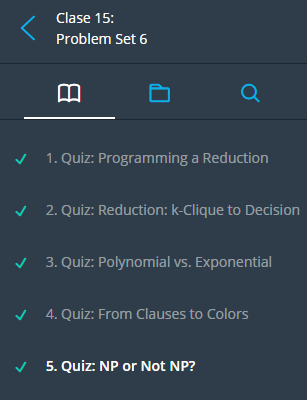 Clase 15:
Problem Set 6
1. Quiz: Programming a Reduction
2. Quiz: Reduction: k-Clique to Decision
3. Quiz: Polynomial vs. Exponential
4. Quiz: From Clauses to Colors
5. Quiz: NP or Not NP?